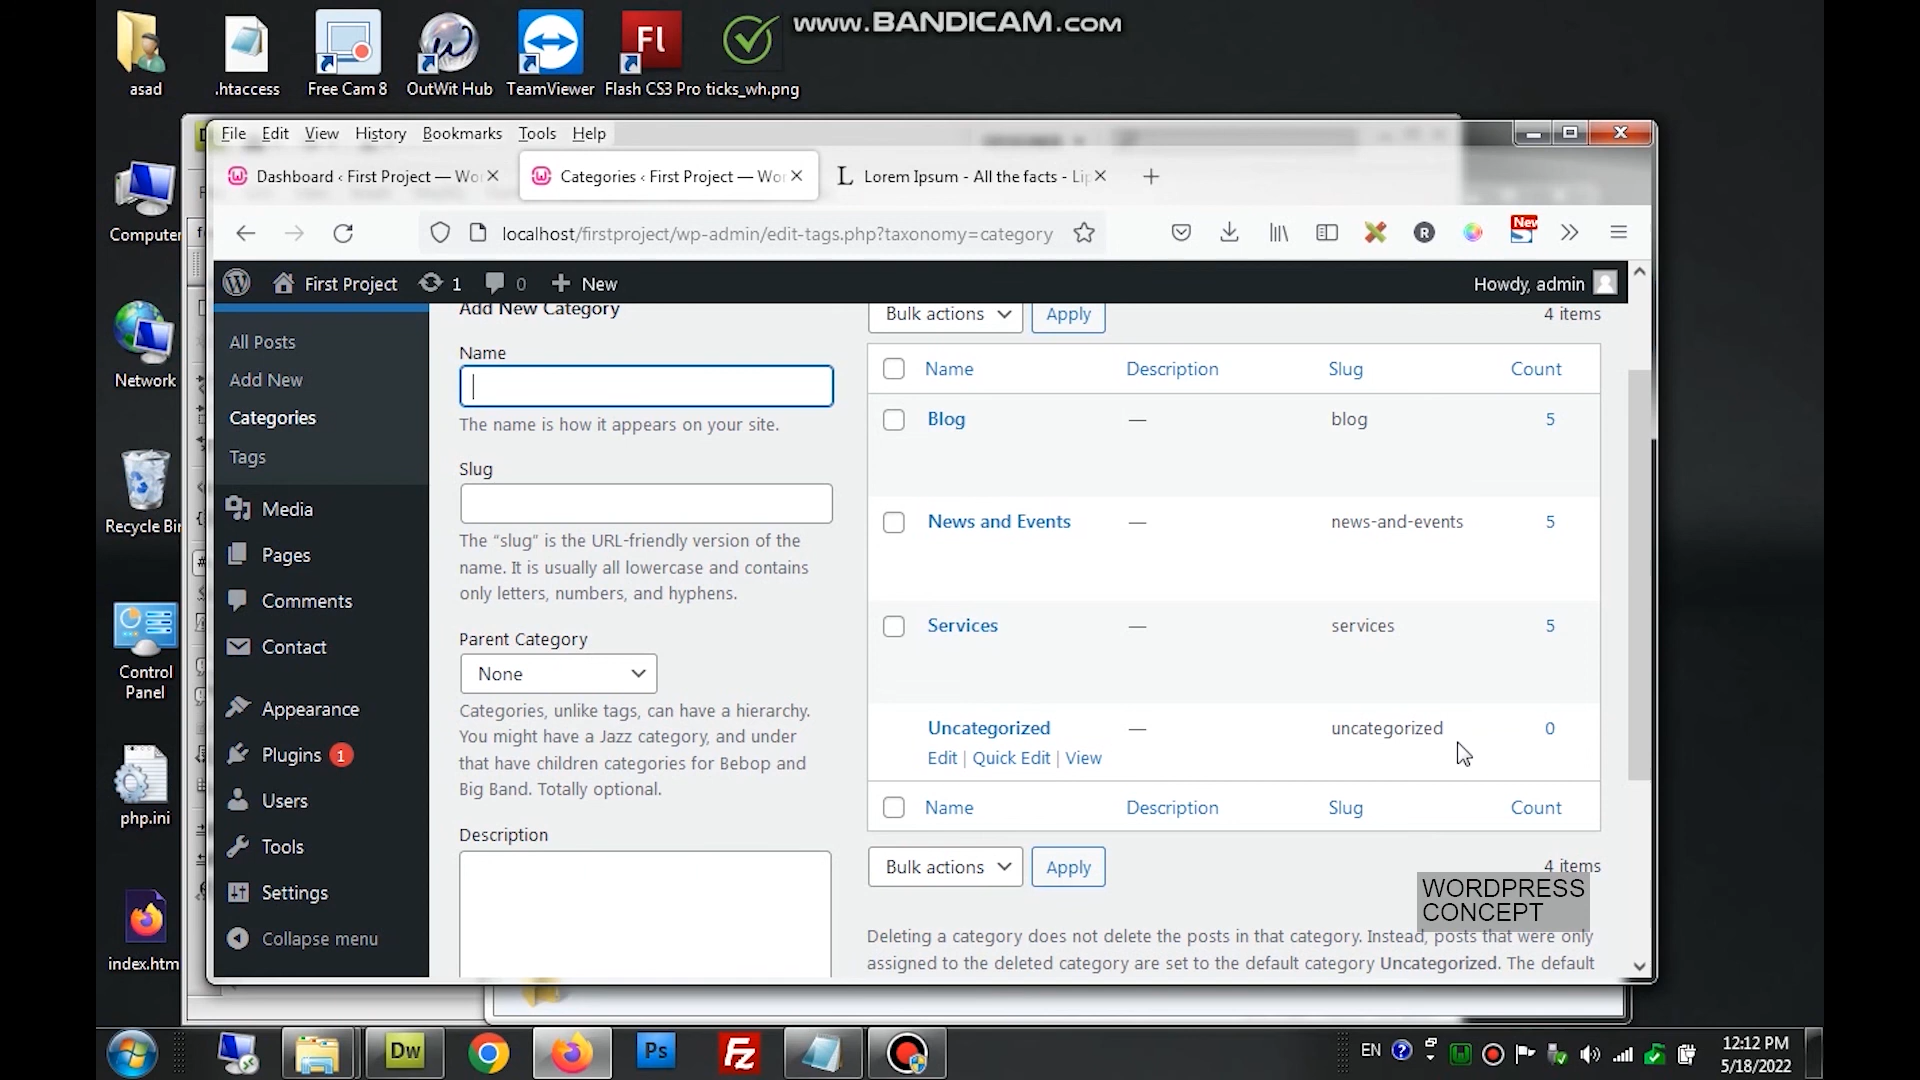 www.BANDICAM.com
asad
.htaccess
Free Cam 8
OutWit Hub
TeamViewer
Flash CS3 Pro
ticks_wh.png
Computer
Network
Recycle Bin
Control
Panel
php.ini
index.htm
File Edit View History Bookmarks Tools Help
Dashboard ‹ First Project — Wo
Categories ‹ First Project — Wor
Lorem Ipsum - All the facts - Lip
localhost/firstproject/wp-admin/edit-tags.php?taxonomy=category
New
First Project 1 0 New
Howdy, admin
All Posts
Add New
Categories
Tags
Media
Pages
Comments
Contact
Appearance
Plugins 1
Users
Tools
Settings
Collapse menu
Add New Category
Name
The name is how it appears on your site.
Slug
The “slug” is the URL-friendly version of the
name. It is usually all lowercase and contains
only letters, numbers, and hyphens.
Parent Category
None
Categories, unlike tags, can have a hierarchy.
You might have a Jazz category, and under
that have children categories for Bebop and
Big Band. Totally optional.
Description
Bulk actions Apply 4 items
Name Description Slug Count
Blog — blog 5
News and Events — news-and-events 5
Services — services 5
Uncategorized — uncategorized 0
Edit | Quick Edit | View
Name Description Slug Count
Bulk actions Apply 4 items
WORDPRESS
CONCEPT
Deleting a category does not delete the posts in that category. Instead, posts that were only
assigned to the deleted category are set to the default category Uncategorized. The default
Dw
Ps
EN
12:12 PM
5/18/2022